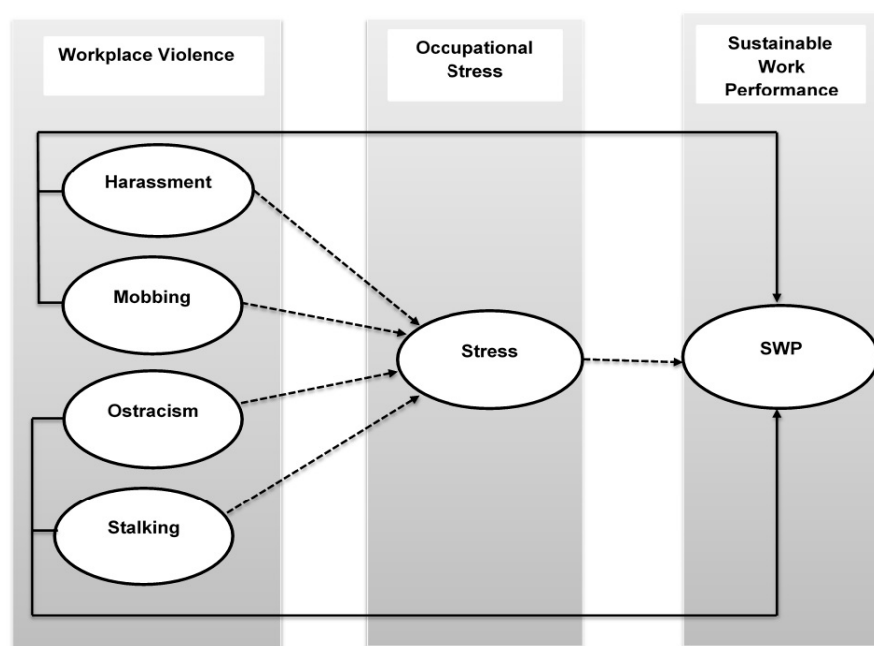 Workplace Violence
Occupational
Stress
Sustainable
Work
Performance
Harassment
Mobbing
Ostracism
Stalking
Stress
SWP